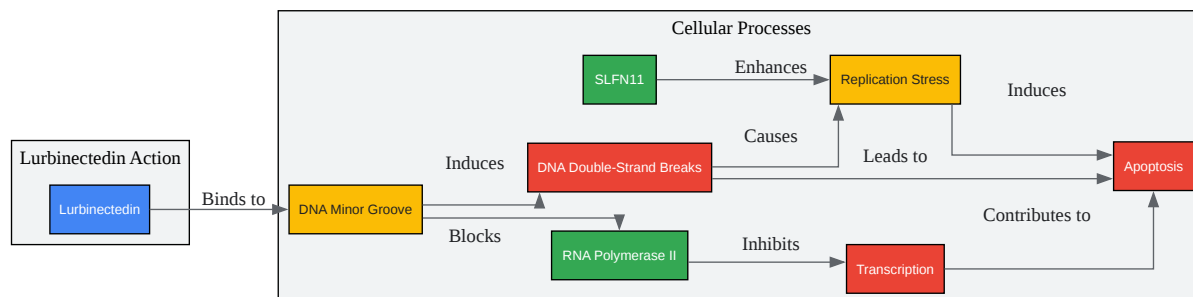 Cellular Processes
SLFN11
Enhances
Replication Stress
Induces
Causes
Lurbinectedin Action
Induces
DNA Double-Strand Breaks
Leads to
Apoptosis
Lurbinectedin
Binds to
DNA Minor Groove
Blocks
Contributes to
RNA Polymerase II
Inhibits
Transcription